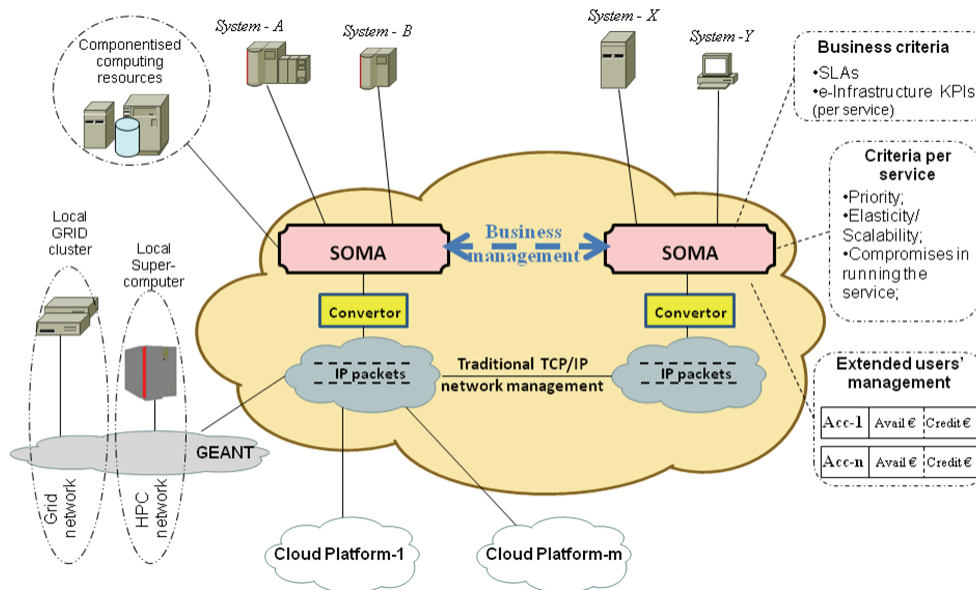 System - A
System - B
System - X
System -Y
Componentised
computing
resources
Business criteria
•SLAs
•e-Infrastructure KPIs
(per service)
Criteria per
service
•Priority;
•Elasticity/
Scalability;
•Compromises in
running the
service;
Local
GRID
cluster
Local
Super-
computer
SOMA
Business
management
SOMA
Convertor
Convertor
IP packets
Traditional TCP/IP
network management
IP packets
Extended users’
management
Acc-1 Avail € Credit €
Acc-n Avail € Credit €
GEANT
Grid
network
HPC
network
Cloud Platform-1
Cloud Platform-m